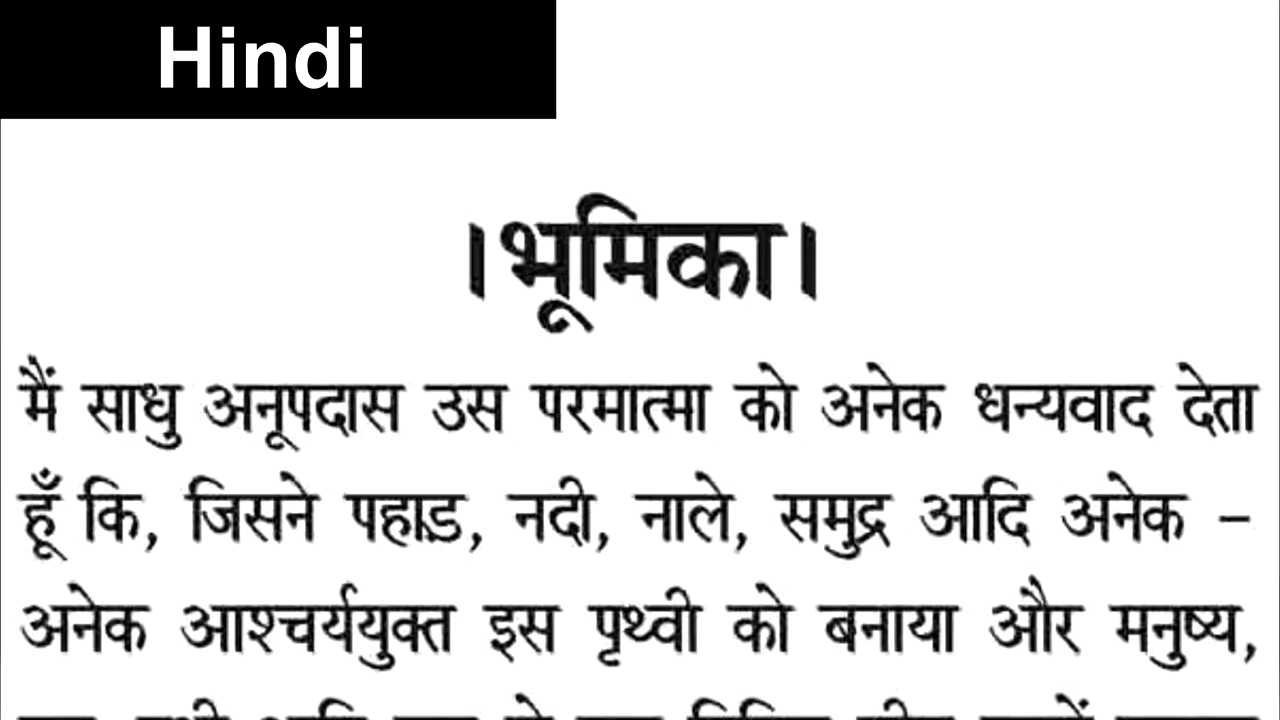 Hindi
।भूमिका।
मैं साधु अनूपदास उस परमात्मा को अनेक धन्यवाद देता
हूँ कि, जिसने पहाड़, नदी, नाले, समुद्र आदि अनेक –
अनेक आश्चर्ययुक्त इस पृथ्वी को बनाया और मनुष्य,